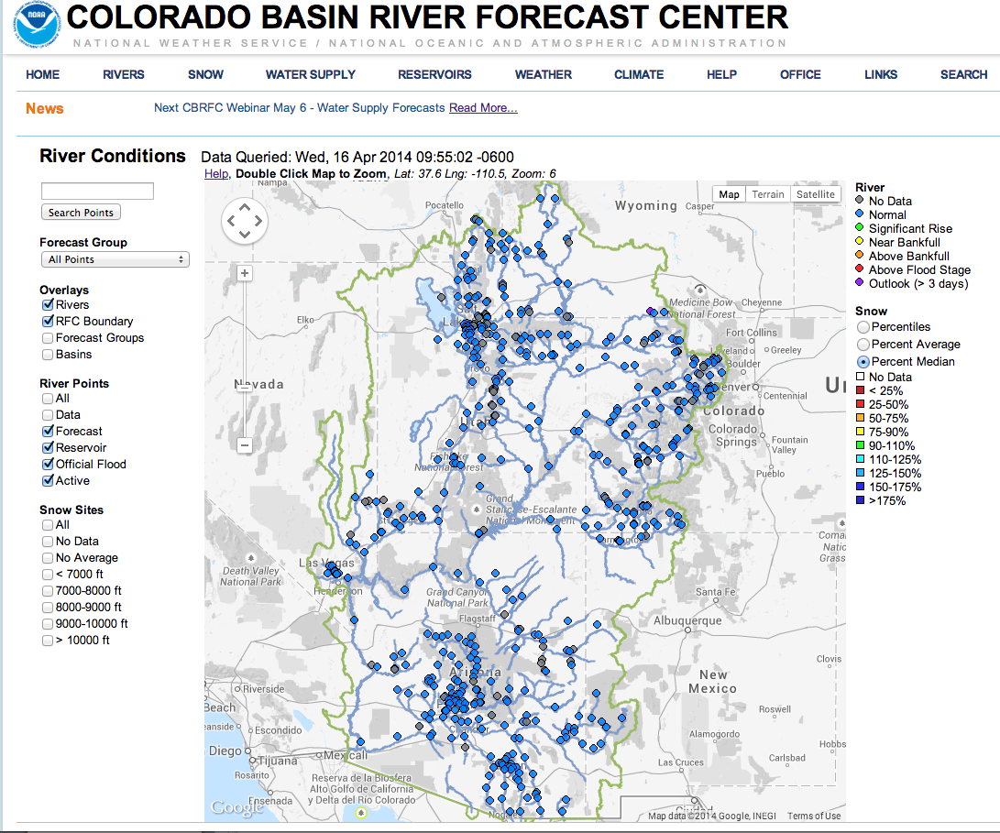 NOAA
COLORADO BASIN RIVER FORECAST CENTER
NATIONAL WEATHER SERVICE / NATIONAL OCEANIC AND ATMOSPHERIC ADMINISTRATION
HOME RIVERS SNOW WATER SUPPLY RESERVOIRS WEATHER CLIMATE HELP OFFICE LINKS SEARCH
News
Next CBRFC Webinar May 6 - Water Supply Forecasts Read More...
River Conditions
Data Queried: Wed, 16 Apr 2014 09:55:02 -0600
Help, Double Click Map to Zoom, Lat: 37.6 Lng: -110.5, Zoom: 6
Search Points
Forecast Group
All Points
Overlays
Rivers
RFC Boundary
Forecast Groups
Basins
River Points
All
Data
Forecast
Reservoir
Official Flood
Active
Snow Sites
All
No Data
No Average
< 7000 ft
7000-8000 ft
8000-9000 ft
9000-10000 ft
> 10000 ft
Map Terrain Satellite
Nampa
Pocatello
Wyoming
Casper
Medicine Bow
National Forest
Cheyenne
Elko
Fort Collins
Greeley
Boulder
Nevada
Centennial
Colorado
Colorado
Springs
Fountain
Valley
Pueblo
National Forest
Grand
Staircase-Escalante
National Monument
Las Vegas
Henderson
Death Valley
National Park
Grand Canyon
National Park
Flagstaff
Santa Fe
Albuquerque
Clovis
New
Mexico
Arizona
Riverside
Beach
Escondido
Diego
Tijuana
Rosarito
Ensenada
Mexicali
Reserva de la Biosfera
Alto Golfo de California
y Delta del Río Colorado
Roswell
Alamogordo
Hobbs
Carlsbad
Las Cruces
Google
Map data ©2014 Google, INEGI Terms of Use
River
No Data
Normal
Significant Rise
Near Bankfull
Above Bankfull
Above Flood Stage
Outlook (> 3 days)
Snow
Percentiles
Percent Average
Percent Median
No Data
< 25%
25-50%
50-75%
75-90%
90-110%
110-125%
125-150%
150-175%
>175%